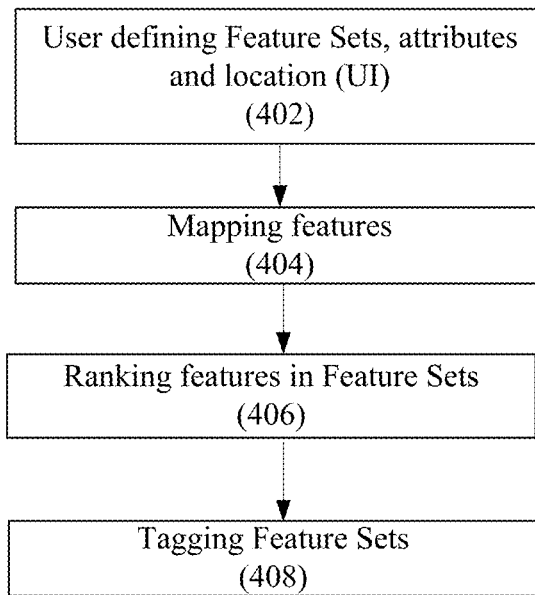 User defining Feature Sets, attributes
and location (UI)
(402)
Mapping features
(404)
Ranking features in Feature Sets
(406)
Tagging Feature Sets
(408)